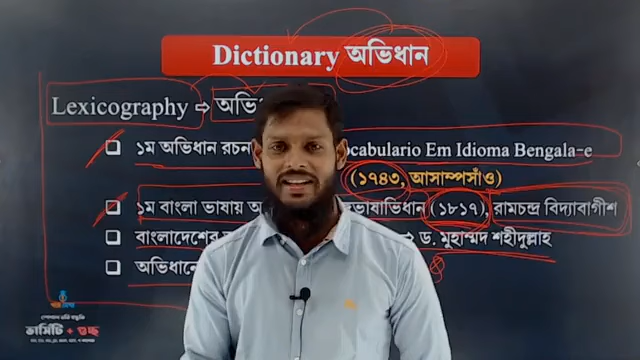 Dictionary অভিধান
Lexicography ⇨ অভি
❑ ১ম অভিধান রচন ocabulario Em Idioma Bengala-e
(১৭৪৩, আসাম্পসাঁও)
❑ ১ম বাংলা ভাষায় অ ভাষাভিধান (১৮১৭), রামচন্দ্র বিদ্যাবাগীশ
❑ বাংলাদেশের ড. মুহাম্মদ শহীদুল্লাহ
❑ অভিধানে
ভার্সিটি + গুচ্ছ